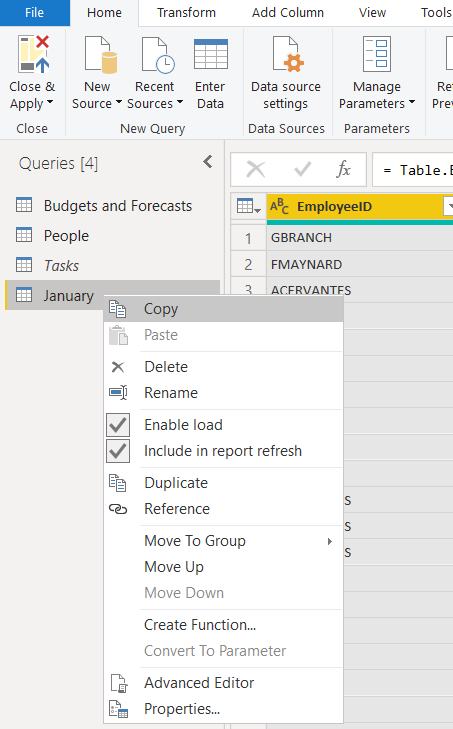 File Home Transform Add Column View Tools
Close & Apply
New Source
Recent Sources
Enter Data
Data source settings
Manage Parameters
Close New Query Data Sources Parameters
Queries [4]
fx = Table.
ABC EmployeeID
Budgets and Forecasts
People
Tasks
January
1 GBRANCH
2 FMAYNARD
3 ACERVANTES
Copy
Paste
Delete
Rename
Enable load
Include in report refresh
Duplicate
Reference
Move To Group
Move Up
Move Down
Create Function...
Convert To Parameter
Advanced Editor
Properties...
S
S
S